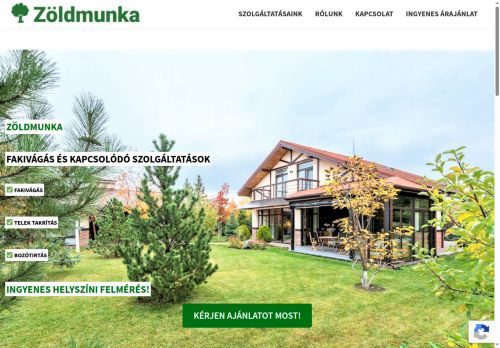 Zöldmunka
SZOLGÁLTATÁSAINK RÓLUNK KAPCSOLAT INGYENES ÁRAJÁNLAT
ZÖLDMUNKA
FAKIVÁGÁS ÉS KAPCSOLÓDÓ SZOLGÁLTATÁSOK
✅ FAKIVÁGÁS
✅ TELEK TAKRÍTÁS
✅ BOZÓTIRTÁS
INGYENES HELYSZÍNI FELMÉRÉS!
KÉRJEN AJÁNLATOT MOST!